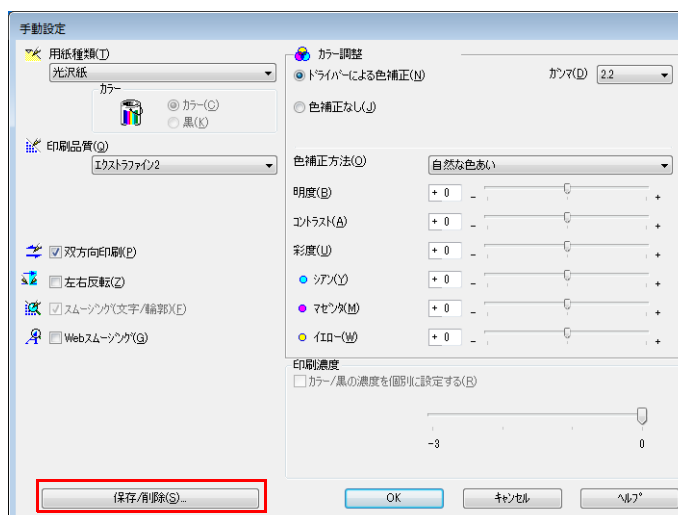 手動設定
用紙種類(T)
光沢紙
カラー
カラー(C)
黒(K)
印刷品質(Q)
エクストラファイン2
双方向印刷(P)
左右反転(Z)
スムージング(文字/輪郭)(F)
Webスムージング(G)
カラー調整
ドライバーによる色補正(N)
ガンマ(D) 2.2
色補正なし(J)
色補正方法(O) 自然な色あい
明度(B) + 0 - +
コントラスト(A) + 0 - +
彩度(U) + 0 - +
シアン(Y) + 0 - +
マゼンタ(M) + 0 - +
イエロー(W) + 0 - +
印刷濃度
カラー/黒の濃度を個別に設定する(R)
-3 0
保存/削除(S)... OK キャンセル ヘルプ